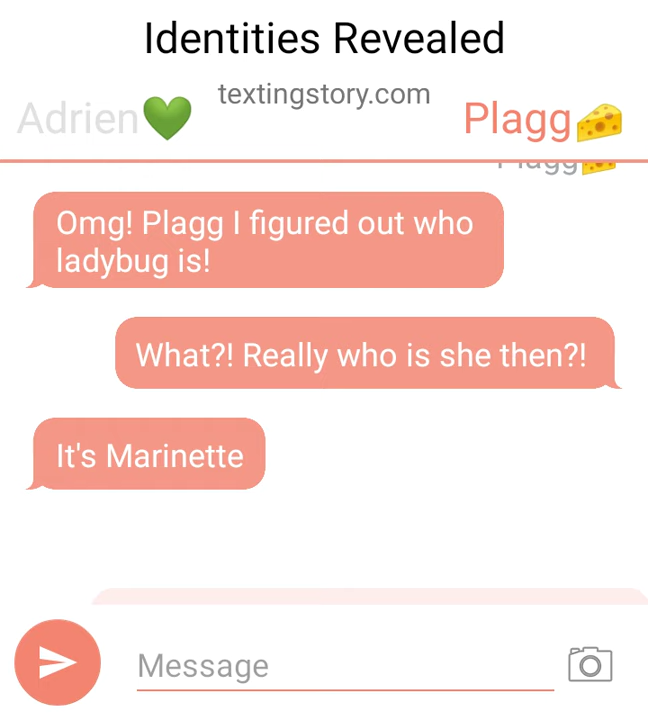 Identities Revealed
textingstory.com
Adrien💚
Plagg🧀
Plagg🧀
Omg! Plagg I figured out who
ladybug is!
What?! Really who is she then?!
It's Marinette
Message